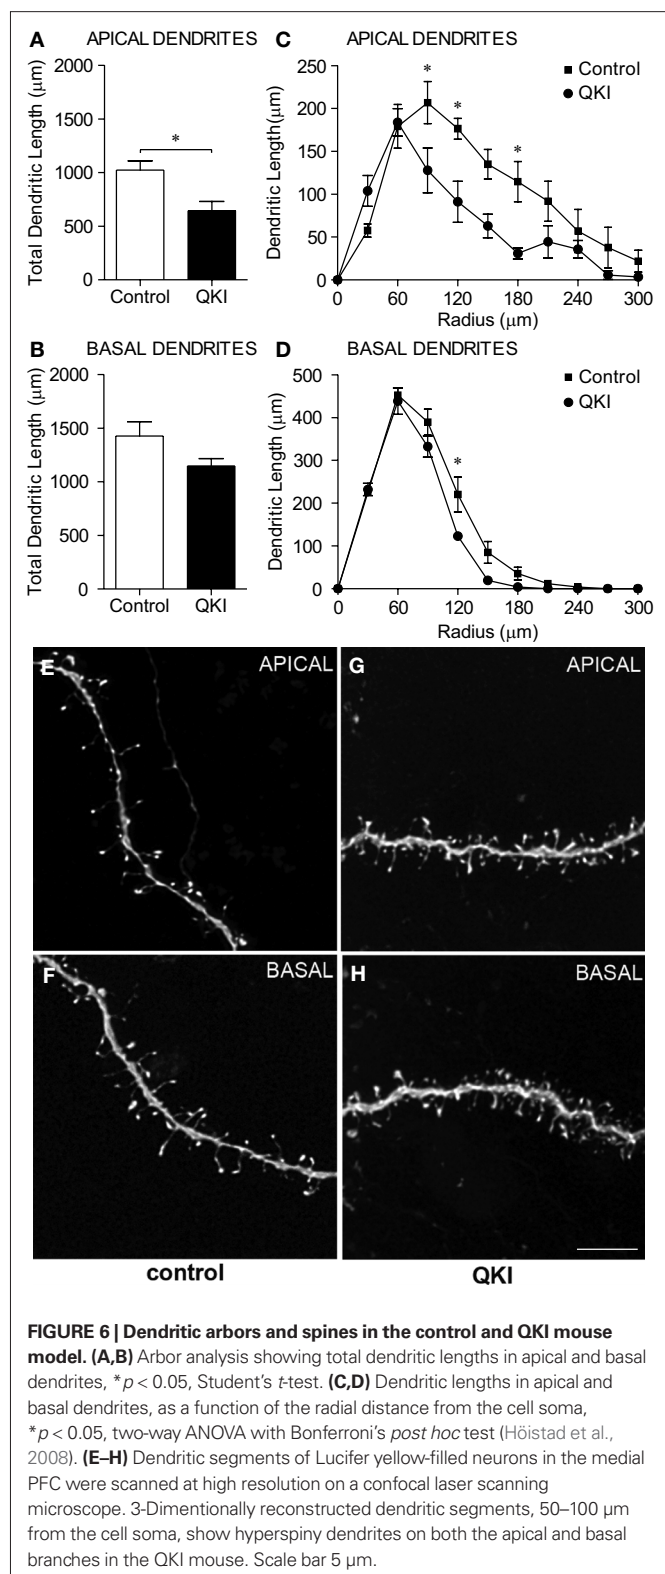 A APICAL DENDRITES
Total Dendritic Length (μm)
2000
1500
1000
500
0
*
Control QKI
C APICAL DENDRITES
Dendritic Length(μm)
250
200
150
100
50
0
* * *
Control
QKI
0 60 120 180 240 300
Radius (μm)
B BASAL DENDRITES
Total Dendritic Length (μm)
2000
1500
1000
500
0
Control QKI
D BASAL DENDRITES
Dendritic Length(μm)
500
400
300
200
100
0
*
Control
QKI
0 60 120 180 240 300
Radius (μm)
E APICAL
G APICAL
F BASAL
H BASAL
control
QKI
FIGURE 6 | Dendritic arbors and spines in the control and QKI mouse
model. (A,B) Arbor analysis showing total dendritic lengths in apical and basal
dendrites, *p < 0.05, Student's t-test. (C,D) Dendritic lengths in apical and
basal dendrites, as a function of the radial distance from the cell soma,
*p < 0.05, two-way ANOVA with Bonferroni's post hoc test (Höistad et al.,
2008). (E–H) Dendritic segments of Lucifer yellow-filled neurons in the medial
PFC were scanned at high resolution on a confocal laser scanning
microscope. 3-Dimentionally reconstructed dendritic segments, 50–100 μm
from the cell soma, show hyperspiny dendrites on both the apical and basal
branches in the QKI mouse. Scale bar 5 μm.